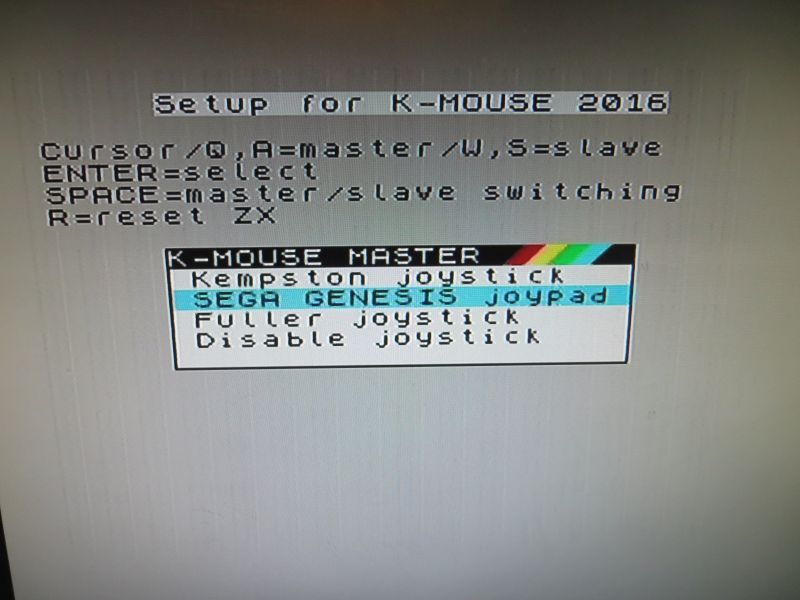 Setup for K-MOUSE 2016
Cursor/Q,A=master/W,S=slave
ENTER=select
SPACE=master/slave switching
R=reset ZX
K-MOUSE MASTER
Kempston joystick
SEGA GENESIS joypad
Fuller joystick
Disable joystick